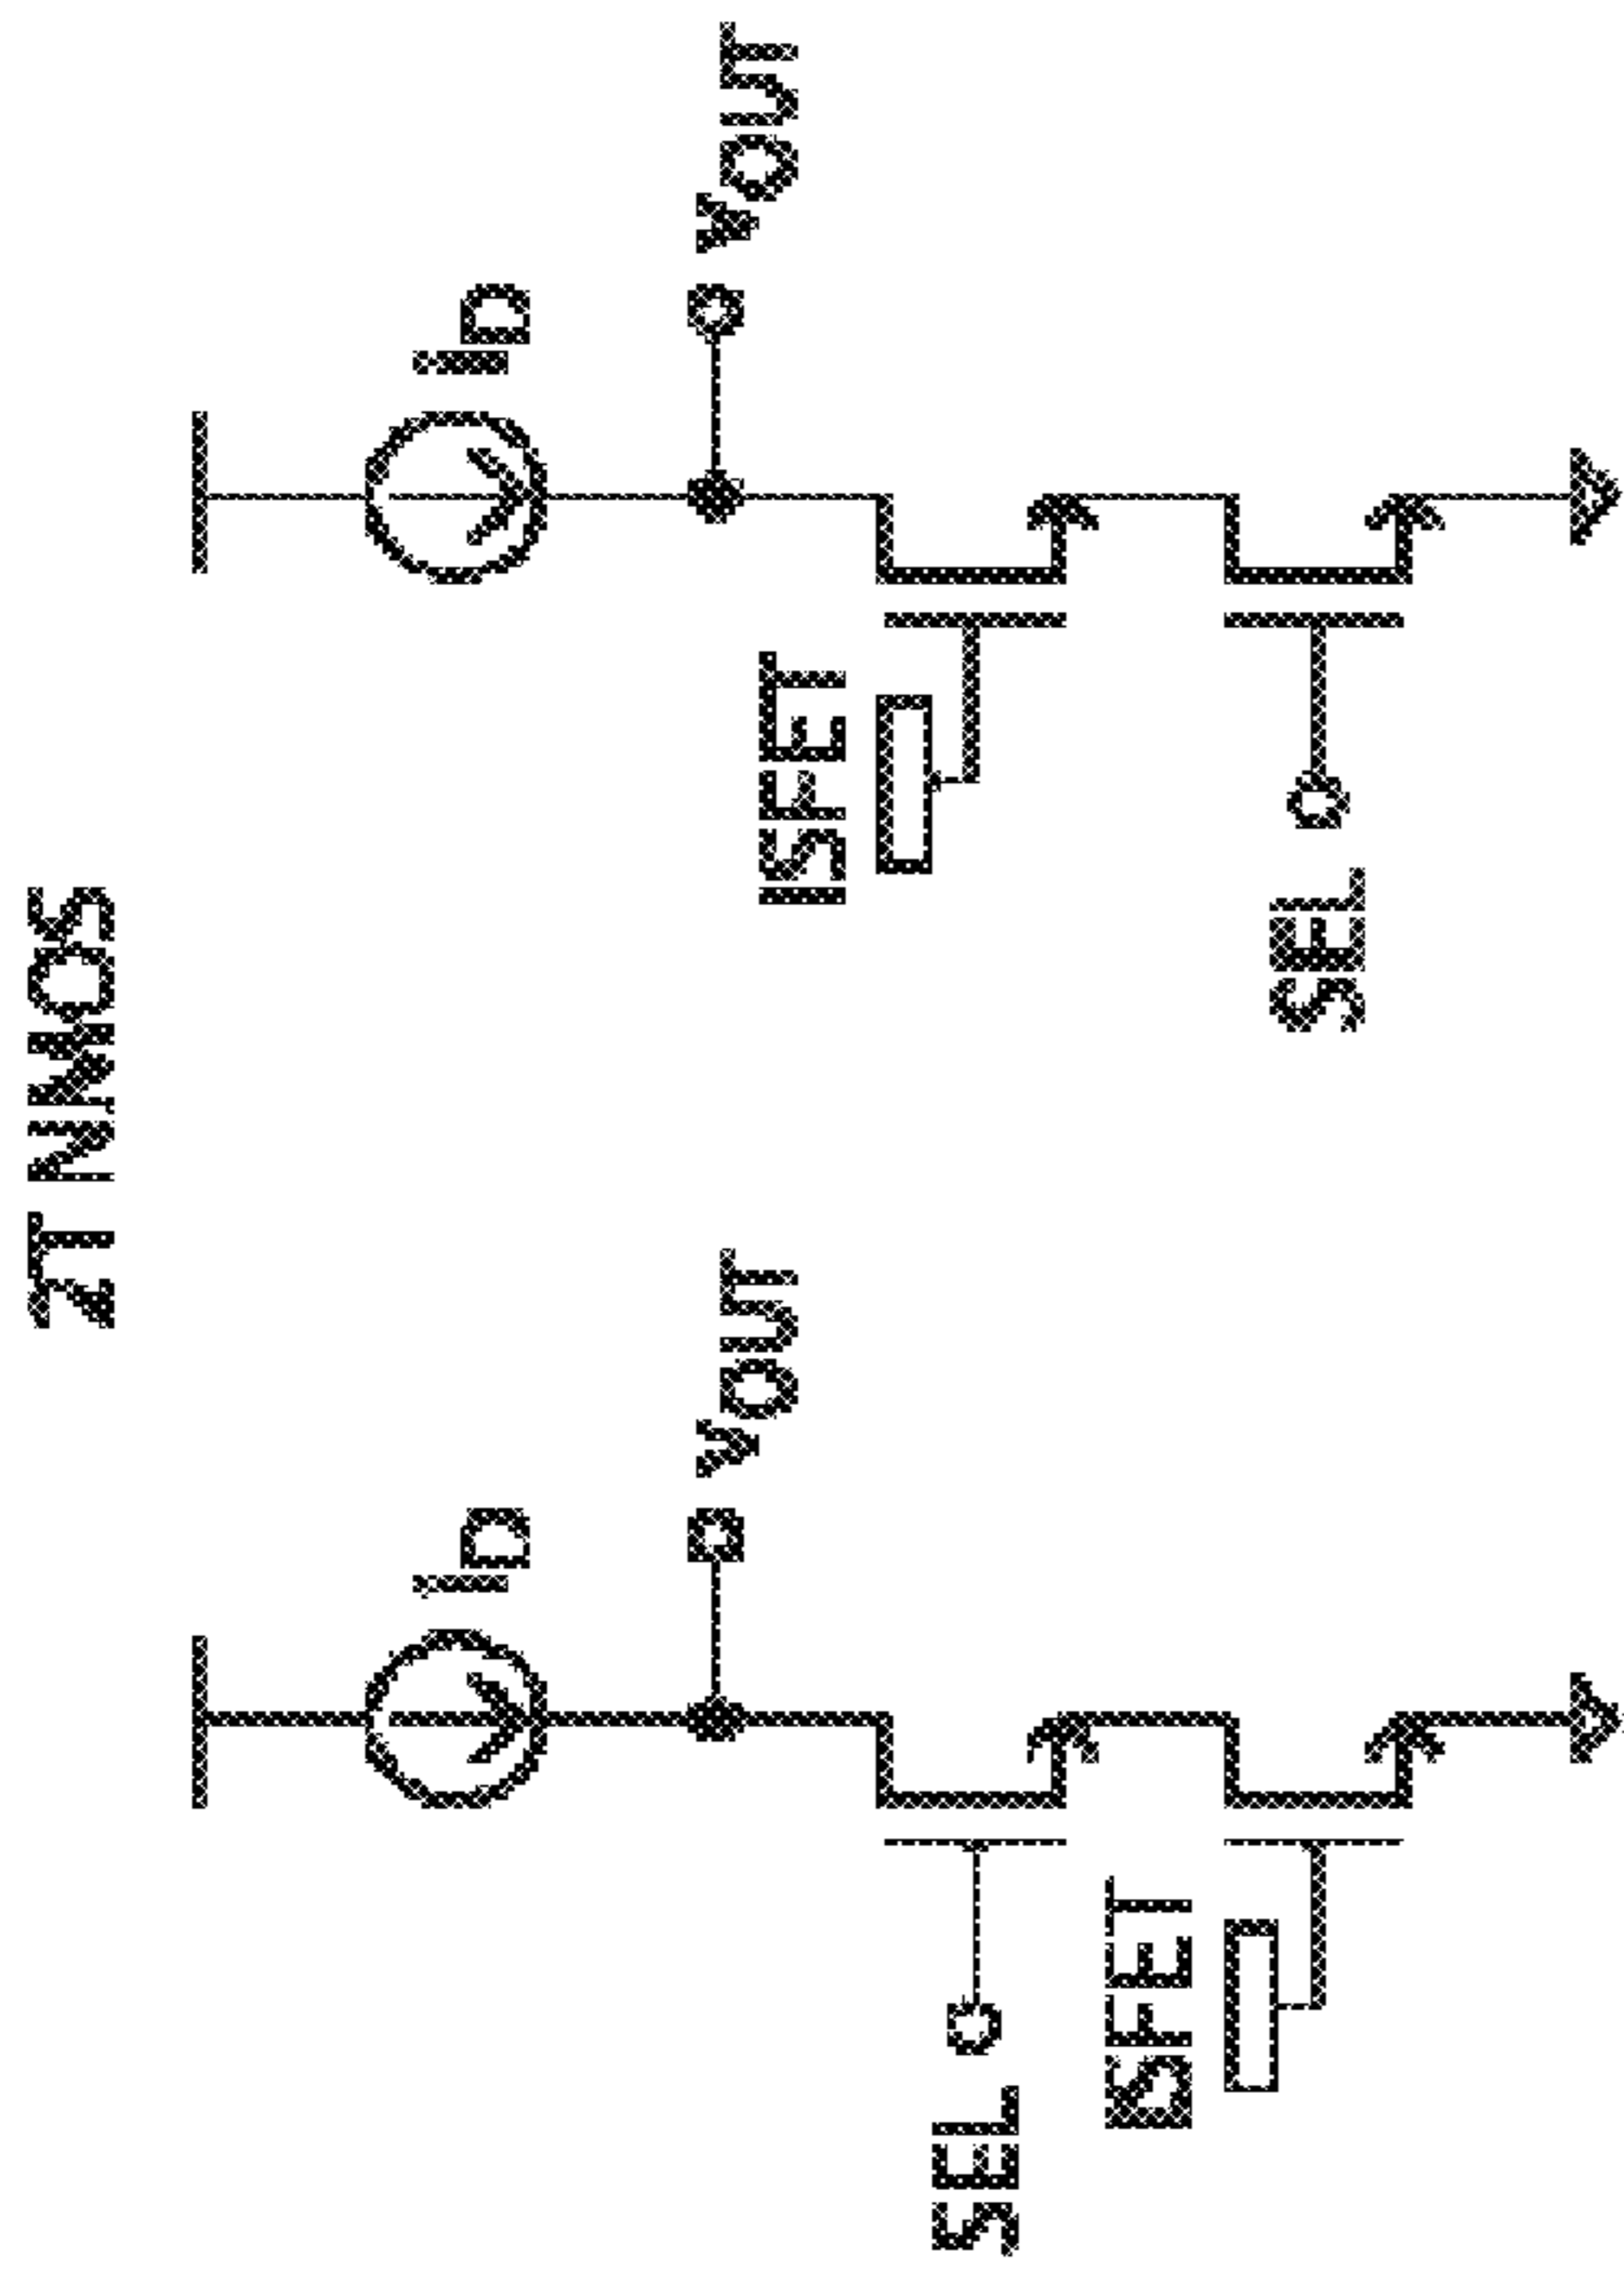 2T NMOS
iD
iD
VOUT
VOUT
ISFET
SEL
ISFET
SEL